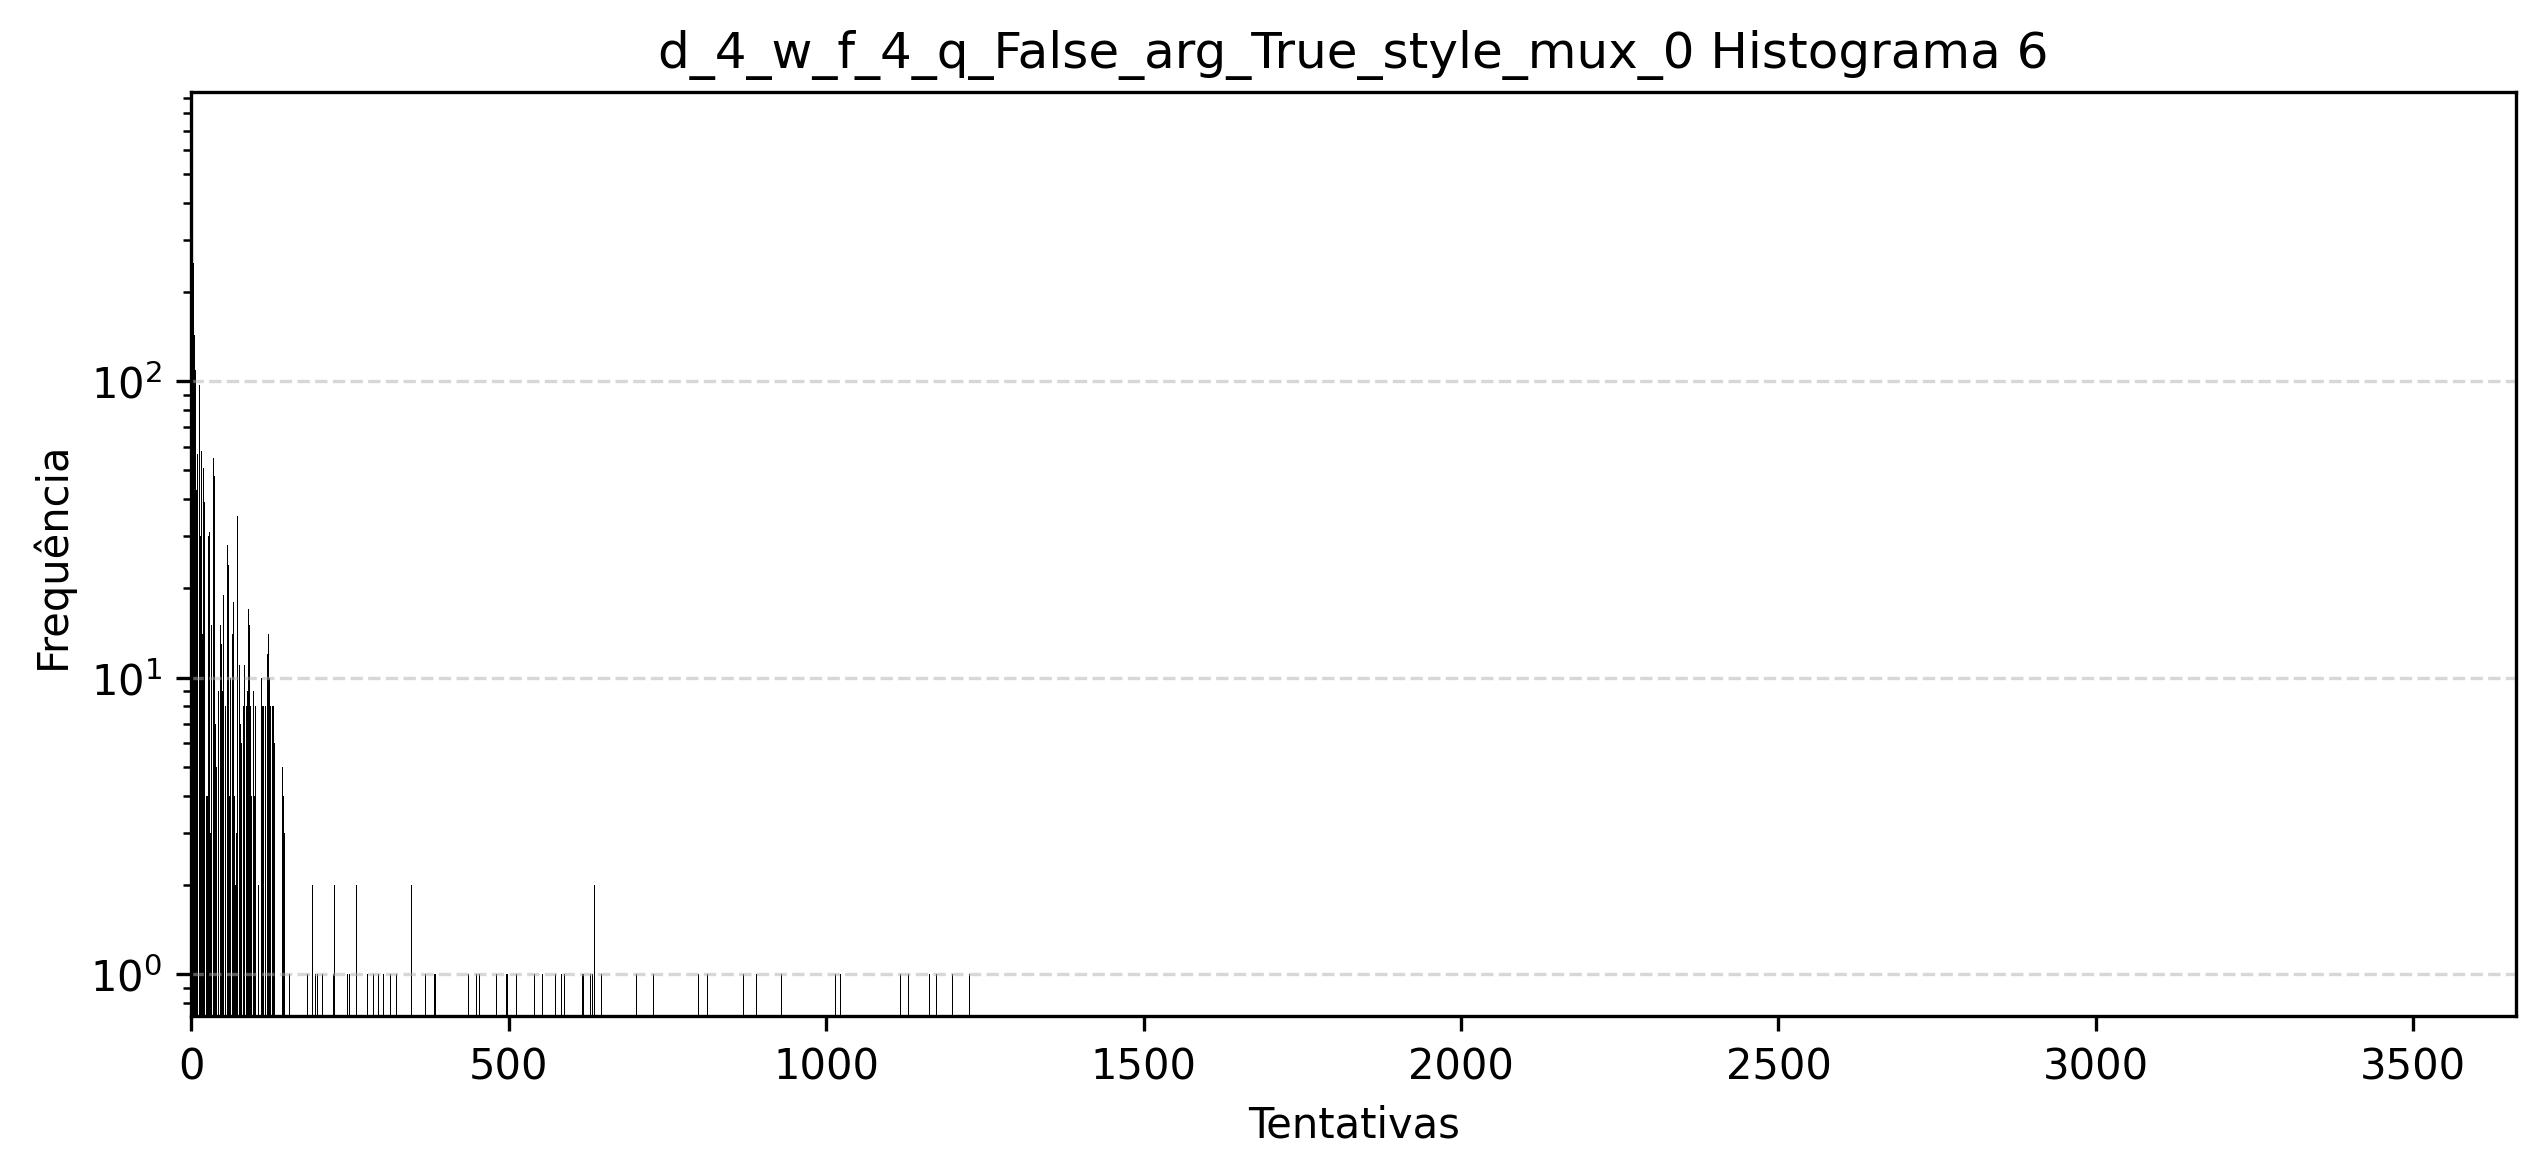 d_4_w_f_4_q_False_arg_True_style_mux_0 Histograma 6
Frequência
10²
10¹
10⁰
0 500 1000 1500 2000 2500 3000 3500
Tentativas